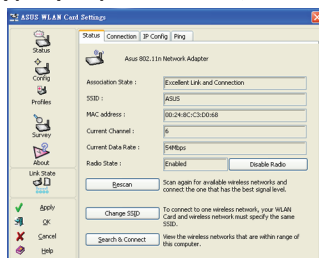 ASUS WLAN Card Settings
Status Connection IP Config Ping
Status
Config
Profiles
Survey
About
Link State
Apply
OK
Cancel
Help
Asus 802.11n Network Adapter
Association State : Excellent Link and Connection
SSID : ASUS
MAC address : 00:24:8C:C3:D0:68
Current Channel : 6
Current Data Rate : 54Mbps
Radio State : Enabled Disable Radio
Rescan
Scan again for available wireless networks and
connect the one that has the best signal level.
Change SSID
To connect to one wireless network, your WLAN
Card and wireless network must specify the same
SSID.
Search & Connect
View the wireless networks that are within range of
this computer.